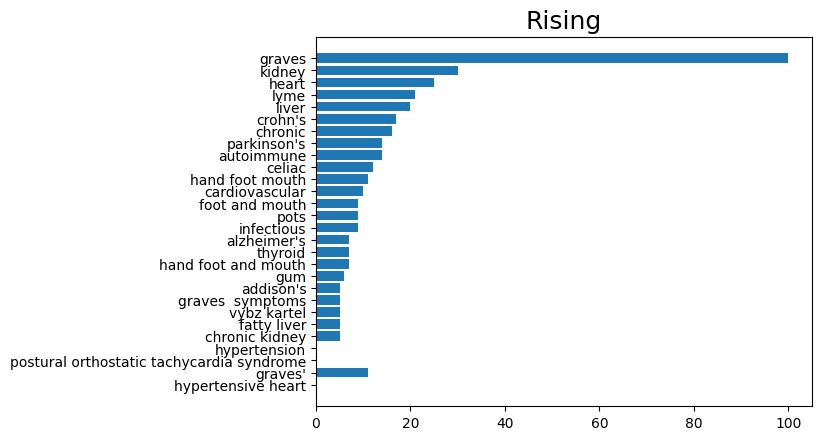 Rising
graves
kidney
heart
lyme
liver
crohn's
chronic
parkinson's
autoimmune
celiac
hand foot mouth
cardiovascular
foot and mouth
pots
infectious
alzheimer's
thyroid
hand foot and mouth
gum
addison's
graves  symptoms
vybz kartel
fatty liver
chronic kidney
hypertension
postural orthostatic tachycardia syndrome
graves'
hypertensive heart
0 20 40 60 80 100